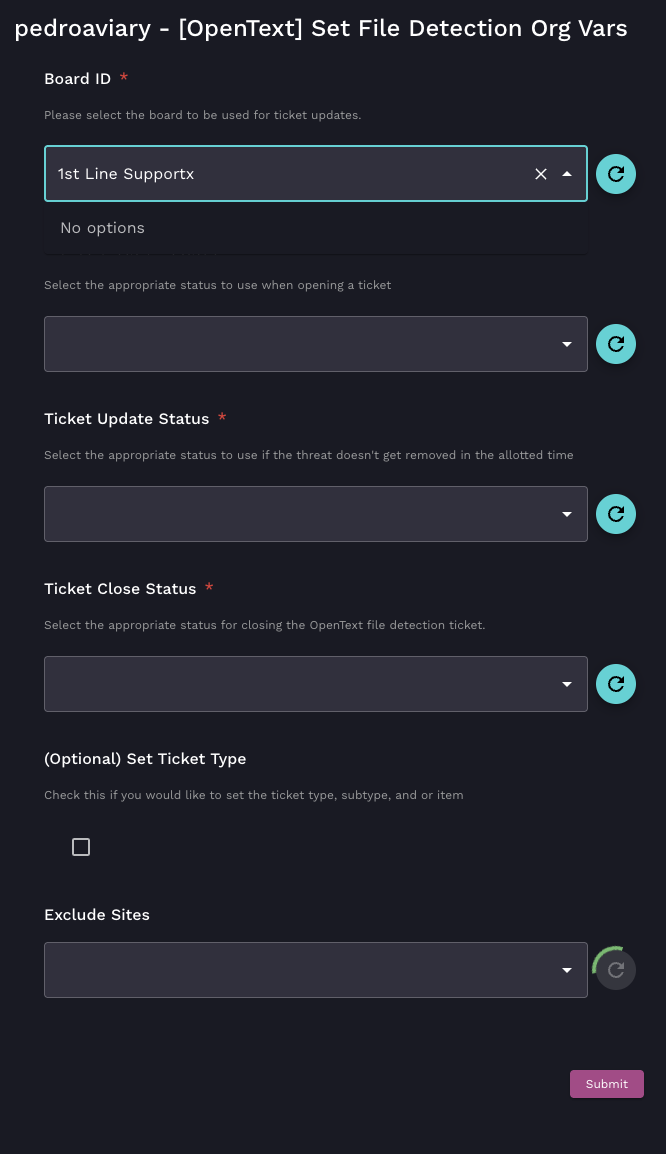 pedroaviary - [OpenText] Set File Detection Org Vars
Board ID *
Please select the board to be used for ticket updates.
1st Line Supportx
No options
Select the appropriate status to use when opening a ticket
Ticket Update Status *
Select the appropriate status to use if the threat doesn't get removed in the allotted time
Ticket Close Status *
Select the appropriate status for closing the OpenText file detection ticket.
(Optional) Set Ticket Type
Check this if you would like to set the ticket type, subtype, and or item
Exclude Sites
Submit